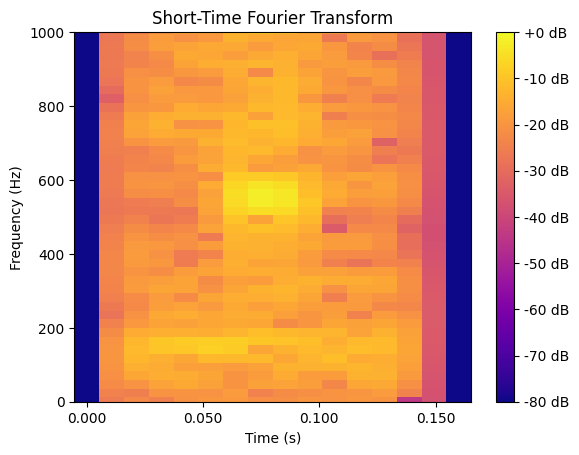 Short-Time Fourier Transform
1000
800
600
400
200
0
Frequency (Hz)
0.000
0.050
0.100
0.150
Time (s)
+0 dB
-10 dB
-20 dB
-30 dB
-40 dB
-50 dB
-60 dB
-70 dB
-80 dB